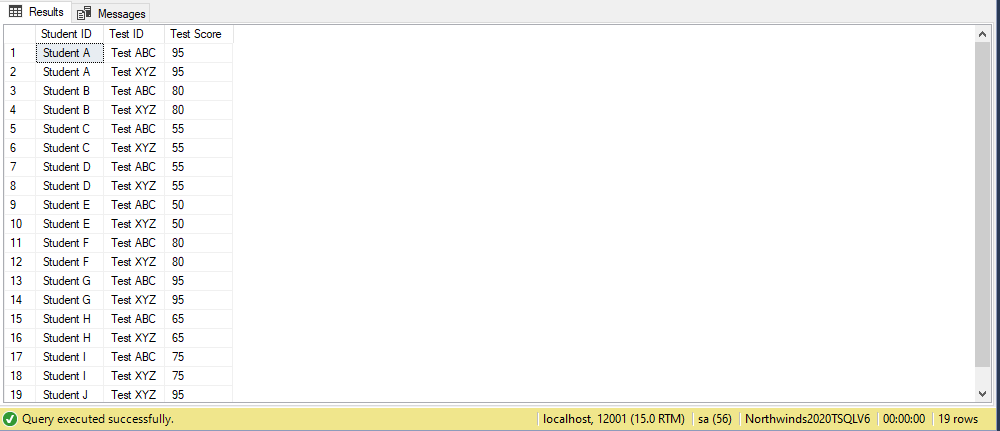 Results Messages
Student ID Test ID Test Score
1 Student A Test ABC 95
2 Student A Test XYZ 95
3 Student B Test ABC 80
4 Student B Test XYZ 80
5 Student C Test ABC 55
6 Student C Test XYZ 55
7 Student D Test ABC 55
8 Student D Test XYZ 55
9 Student E Test ABC 50
10 Student E Test XYZ 50
11 Student F Test ABC 80
12 Student F Test XYZ 80
13 Student G Test ABC 95
14 Student G Test XYZ 95
15 Student H Test ABC 65
16 Student H Test XYZ 65
17 Student I Test ABC 75
18 Student I Test XYZ 75
19 Student J Test XYZ 95
Query executed successfully. localhost, 12001 (15.0 RTM) sa (56) Northwinds2020TSQLV6 00:00:00 19 rows